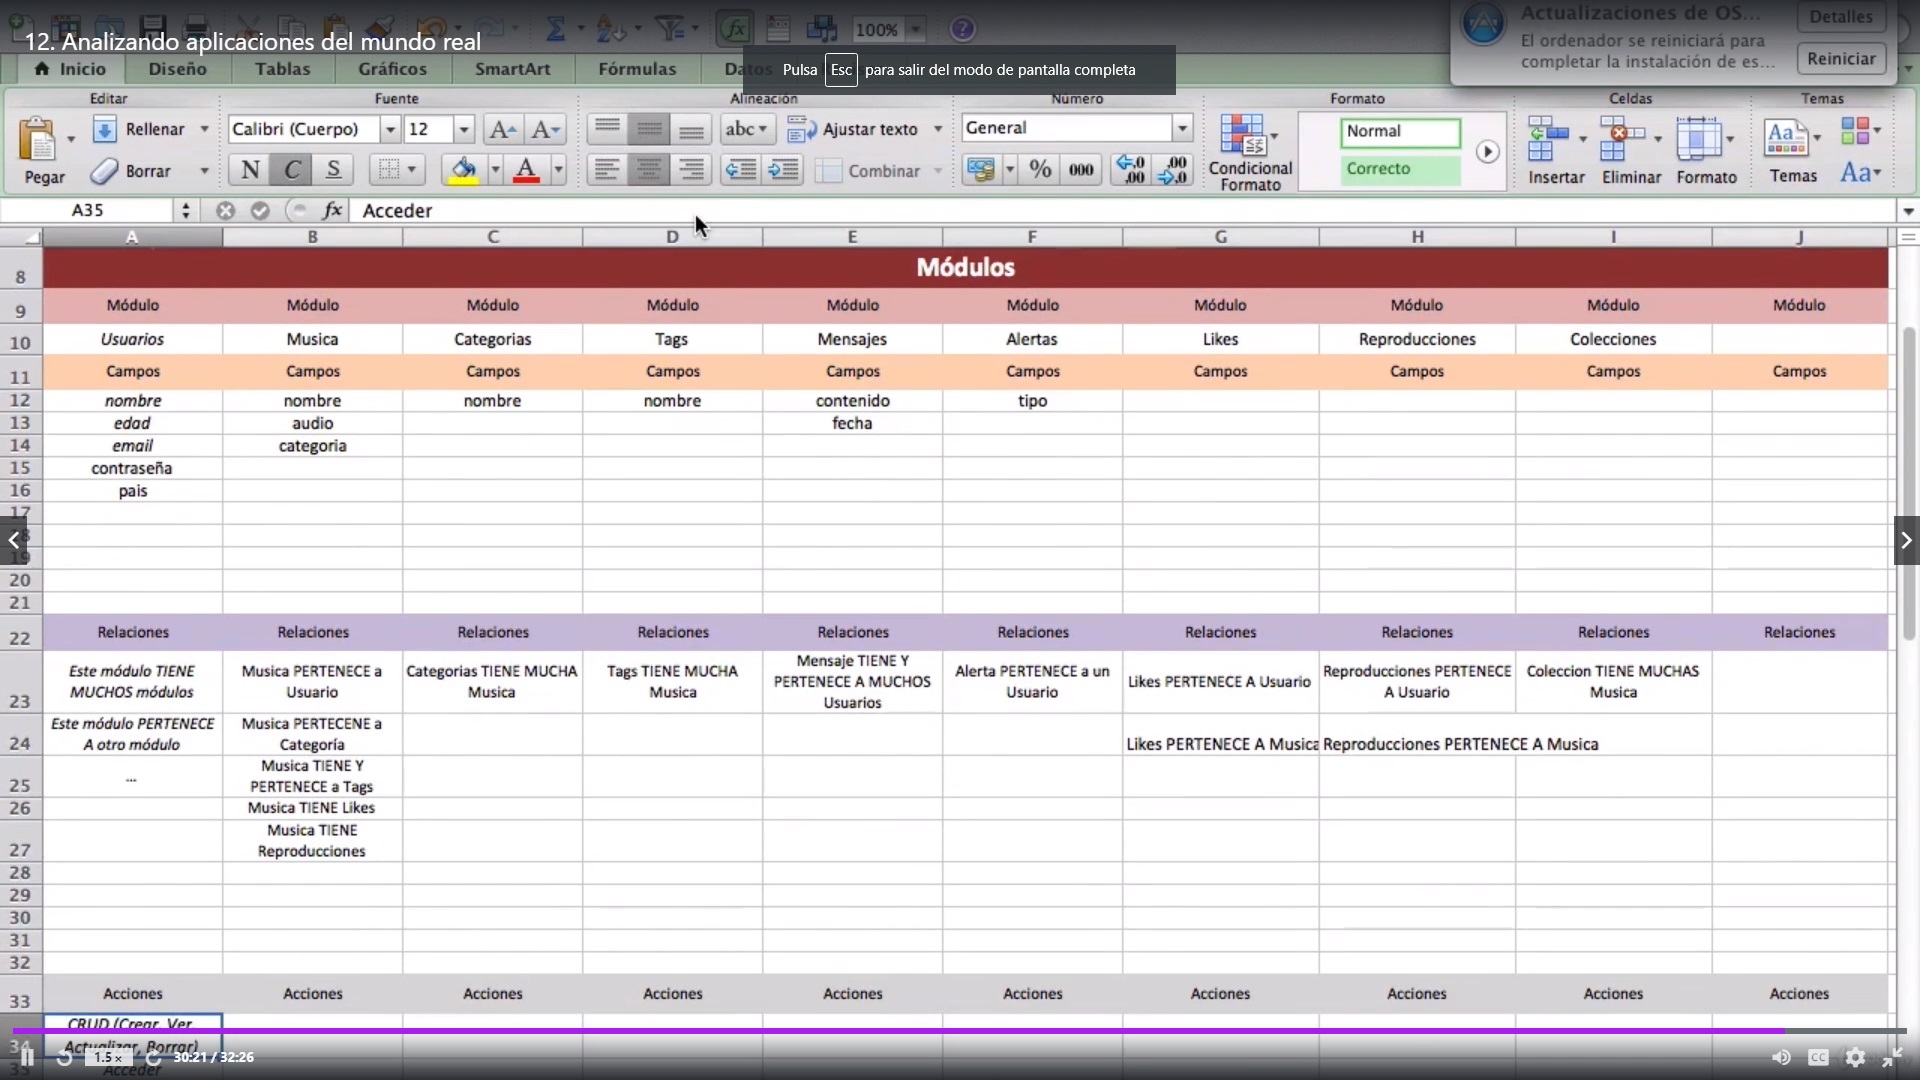 12. Analizando aplicaciones del mundo real
100%
Actualizaciones de OS...
El ordenador se reiniciará para
completar la instalación de es...
Detalles
Reiniciar
Pulsa Esc para salir del modo de pantalla completa
Inicio Diseño Tablas Gráficos SmartArt Fórmulas Datos
Editar Fuente Alineación Número Formato Celdas Temas
Pegar Rellenar Borrar
Calibri (Cuerpo) 12 A A
N C S A
abc Ajustar texto
Combinar
General
% 000 ,0 ,00 ,00 ,0
Condicional
Formato
Normal
Correcto
Insertar Eliminar Formato
Aa Temas Aa
A35 fx Acceder
A B C D E F G H I J
8 Módulos
9 Módulo Módulo Módulo Módulo Módulo Módulo Módulo Módulo Módulo Módulo
10 Usuarios Musica Categorias Tags Mensajes Alertas Likes Reproducciones Colecciones
11 Campos Campos Campos Campos Campos Campos Campos Campos Campos Campos
12 nombre nombre nombre nombre contenido tipo
13 edad audio fecha
14 email categoria
15 contraseña
16 pais
17
18
19
20
21
22 Relaciones Relaciones Relaciones Relaciones Relaciones Relaciones Relaciones Relaciones Relaciones Relaciones
23
Este módulo TIENE
MUCHOS módulos
Musica PERTENECE a
Usuario
Categorias TIENE MUCHA
Musica
Tags TIENE MUCHA
Musica
Mensaje TIENE Y
PERTENECE A MUCHOS
Usuarios
Alerta PERTENECE a un
Usuario
Likes PERTENECE A Usuario
Reproducciones PERTENECE
A Usuario
Coleccion TIENE MUCHAS
Musica
24
Este módulo PERTENECE
A otro módulo
Musica PERTECENE a
Categoría
Likes PERTENECE A Musica
Reproducciones PERTENECE A Musica
25
...
Musica TIENE Y
PERTENECE a Tags
26 Musica TIENE Likes
27
Musica TIENE
Reproducciones
28
29
30
31
32
33 Acciones Acciones Acciones Acciones Acciones Acciones Acciones Acciones Acciones Acciones
34
CRUD (Crear, Ver,
Actualizar, Borrar)
35 Acceder
1.5 x 30:21 / 32:26 CC